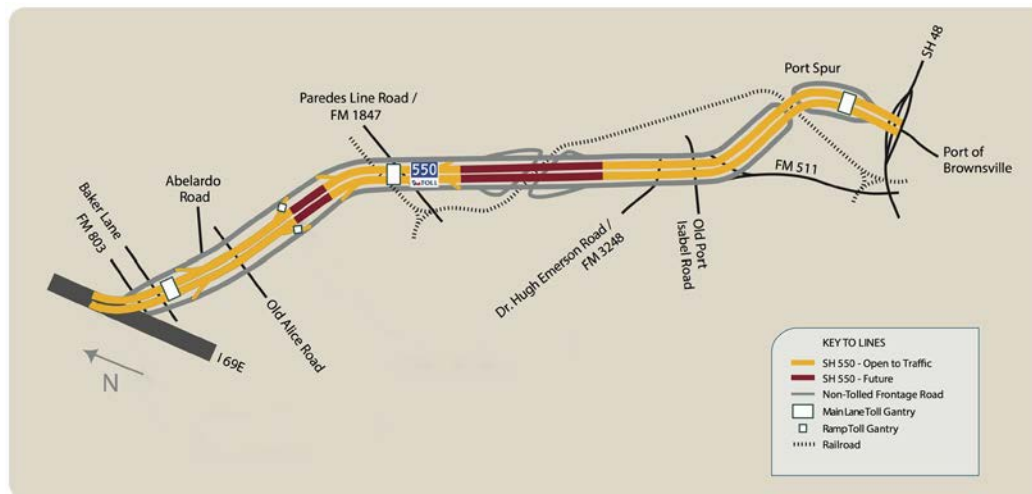 SH 48
Port Spur
Paredes Line Road /
FM 1847
Port of
Brownsville
550
TOLL
FM 511
Abelardo
Road
Baker Lane
FM 803
Old Port
Isabel Road
Dr. Hugh Emerson Road /
FM 3248
Old Alice Road
I 69E
N
KEY TO LINES
SH 550 - Open to Traffic
SH 550 - Future
Non-Tolled Frontage Road
Main Lane Toll Gantry
Ramp Toll Gantry
Railroad